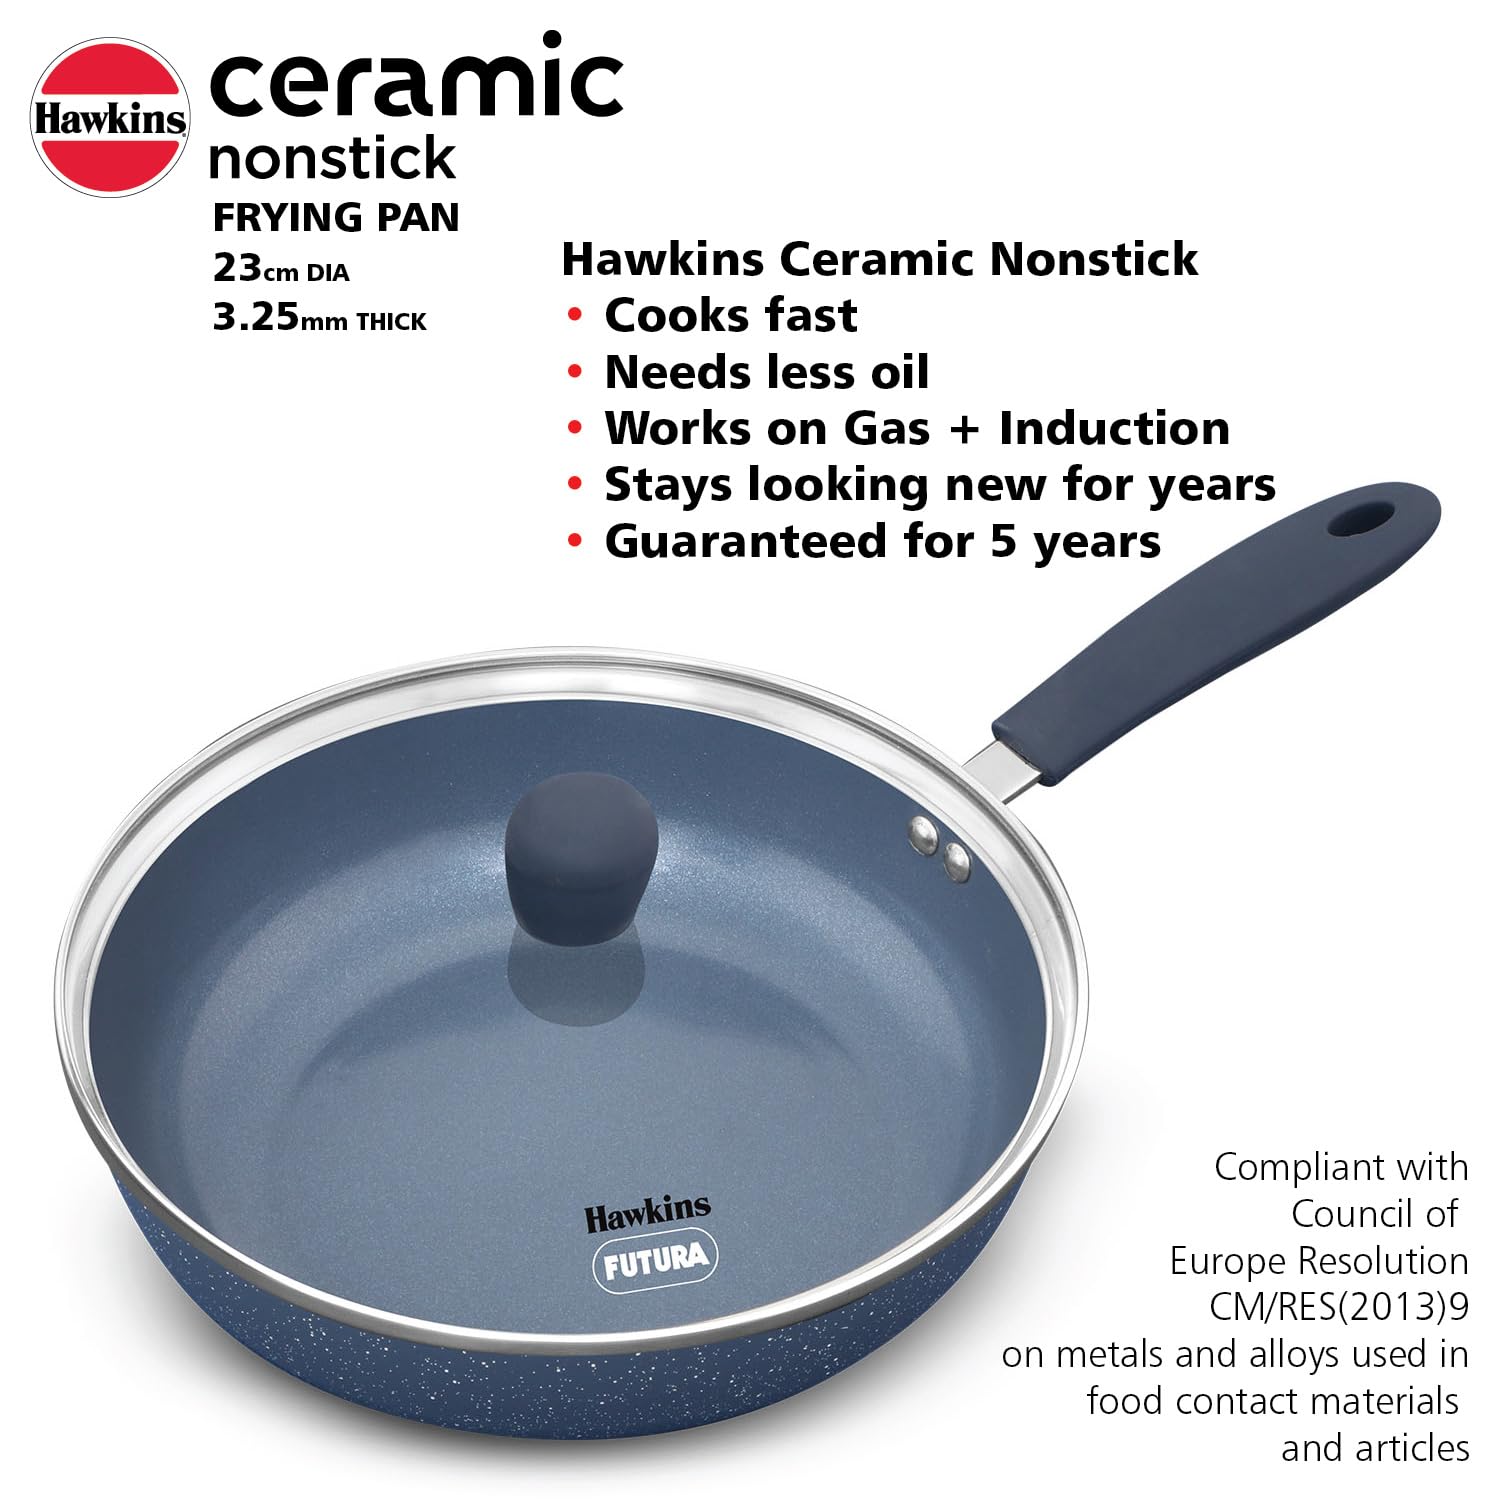 Hawkins
ceramic
nonstick
FRYING PAN
23cm DIA
3.25mm THICK
Hawkins Ceramic Nonstick
• Cooks fast
• Needs less oil
• Works on Gas + Induction
• Stays looking new for years
• Guaranteed for 5 years
Hawkins
FUTURA
Compliant with
Council of
Europe Resolution
CM/RES(2013)9
on metals and alloys used in
food contact materials
and articles